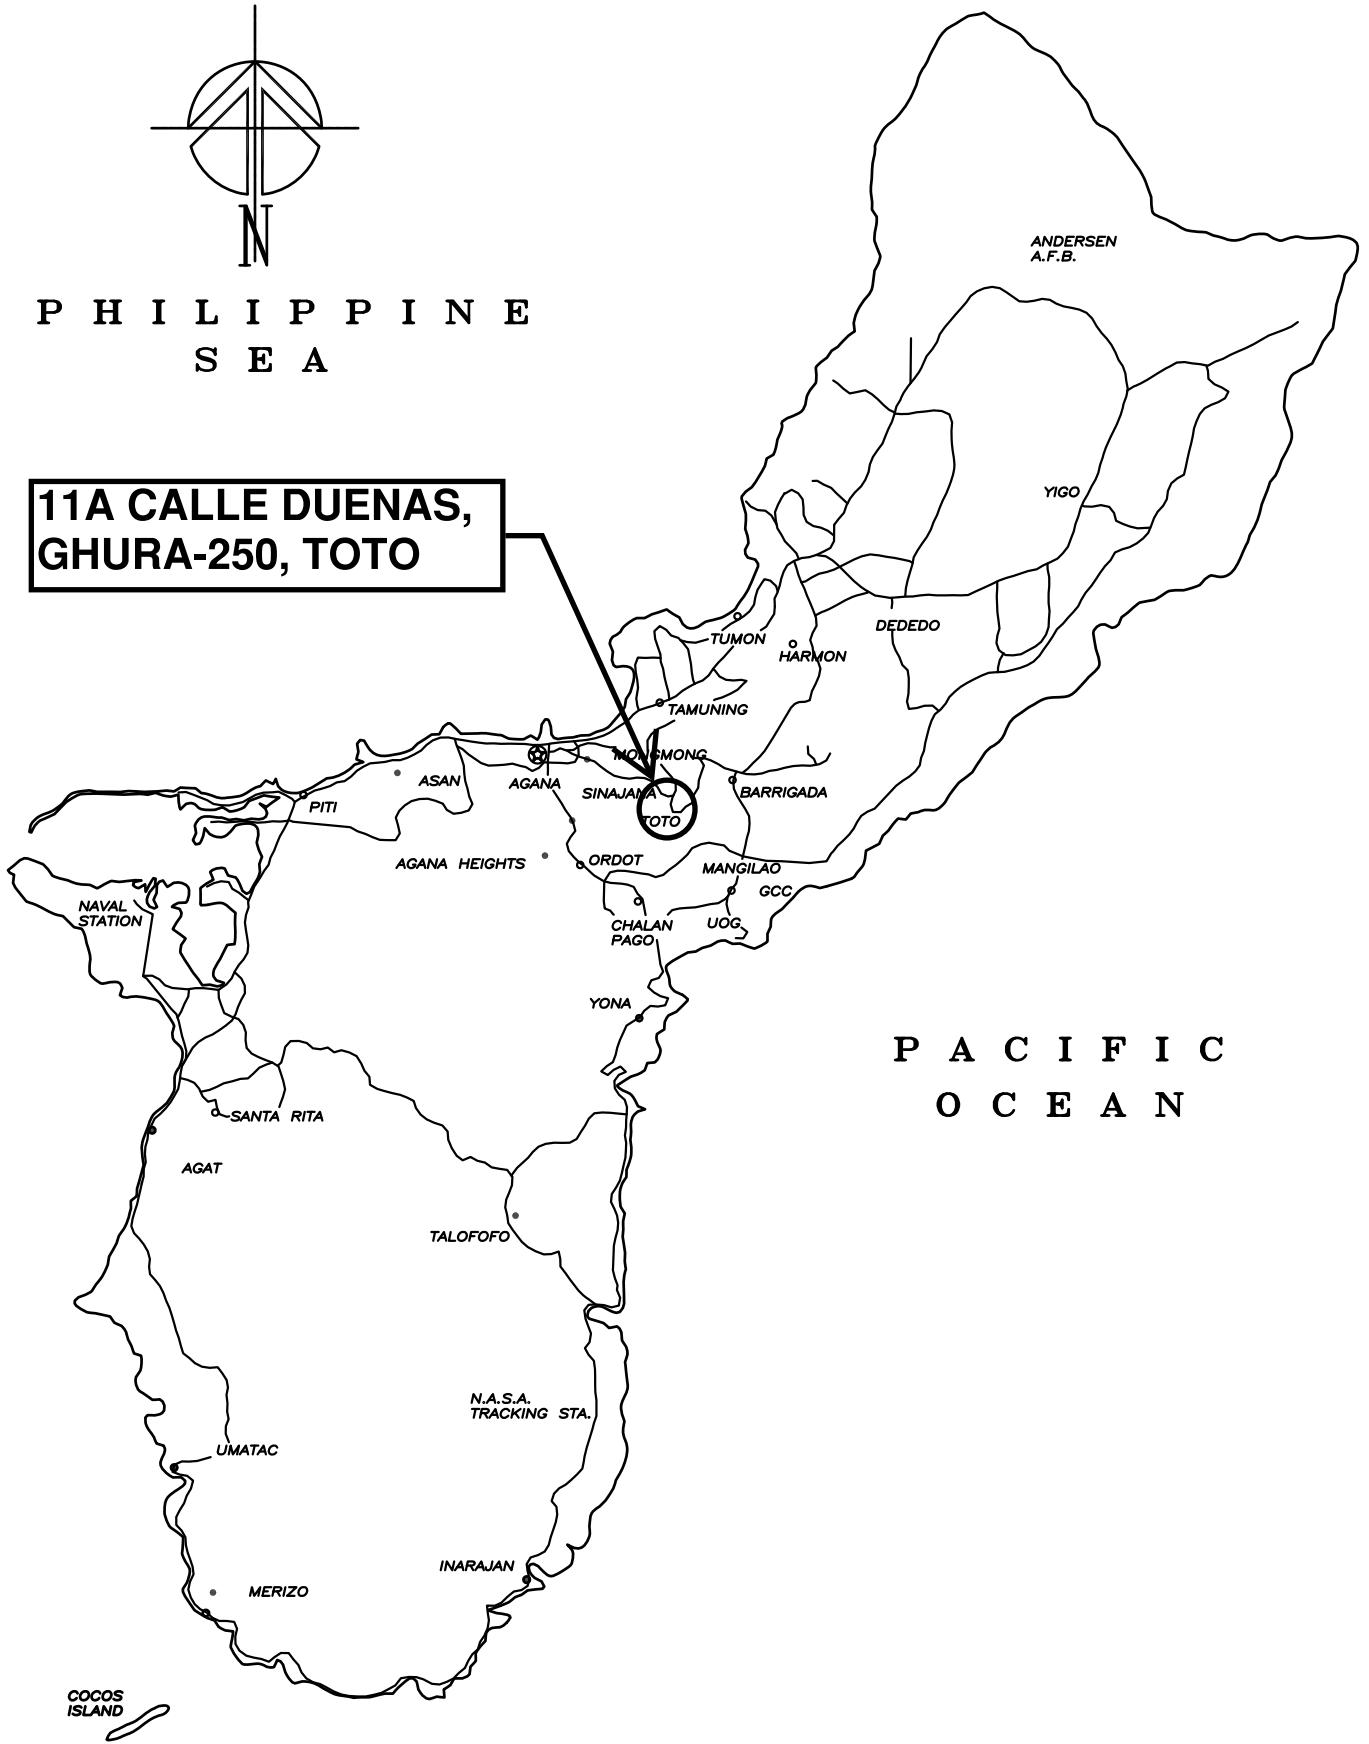 N
PHILIPPINE
SEA
ANDERSEN
A.F.B.
11A CALLE DUENAS,
GHURA-250, TOTO
YIGO
DEDEDO
TUMON
HARMON
TAMUNING
MONGMONG
ASAN
AGANA
SINAJANA
BARRIGADA
PITI
TOTO
AGANA HEIGHTS
ORDOT
MANGILAO
GCC
NAVAL
STATION
CHALAN
PAGO
UOG
YONA
PACIFIC
OCEAN
SANTA RITA
AGAT
TALOFOFO
N.A.S.A.
TRACKING STA.
UMATAC
INARAJAN
MERIZO
COCOS
ISLAND